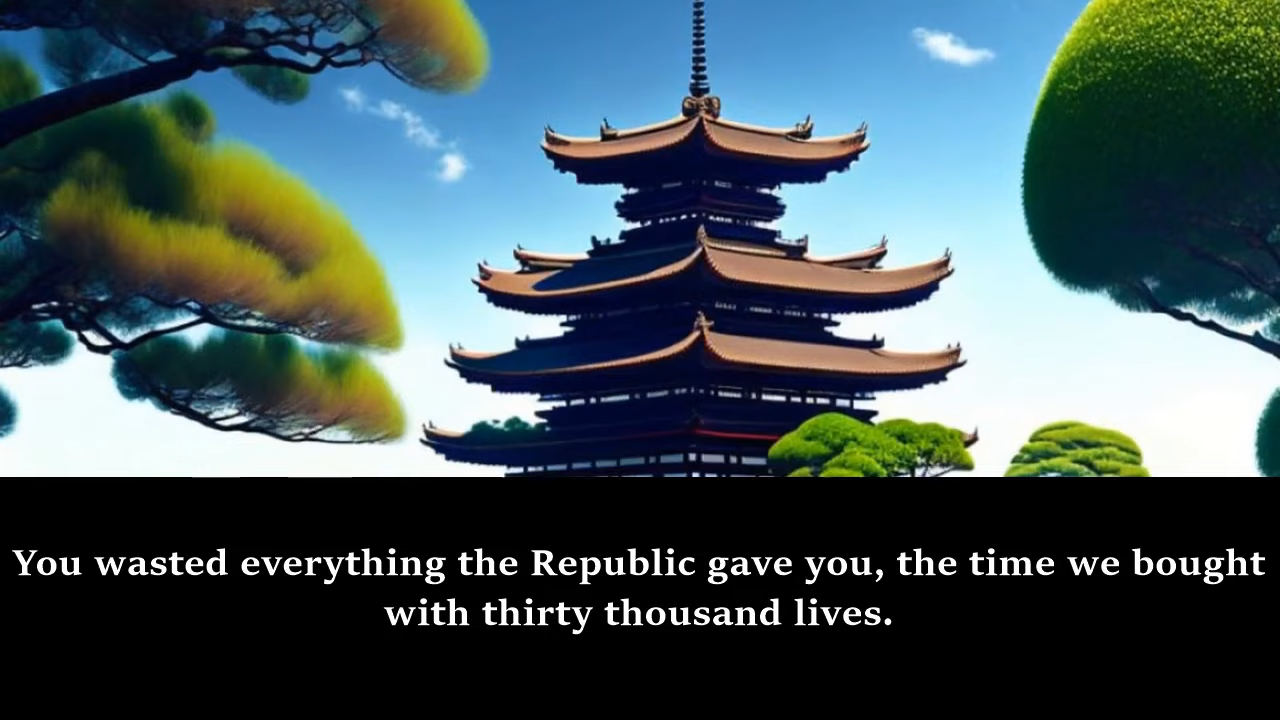 You wasted everything the Republic gave you, the time we bought
with thirty thousand lives.